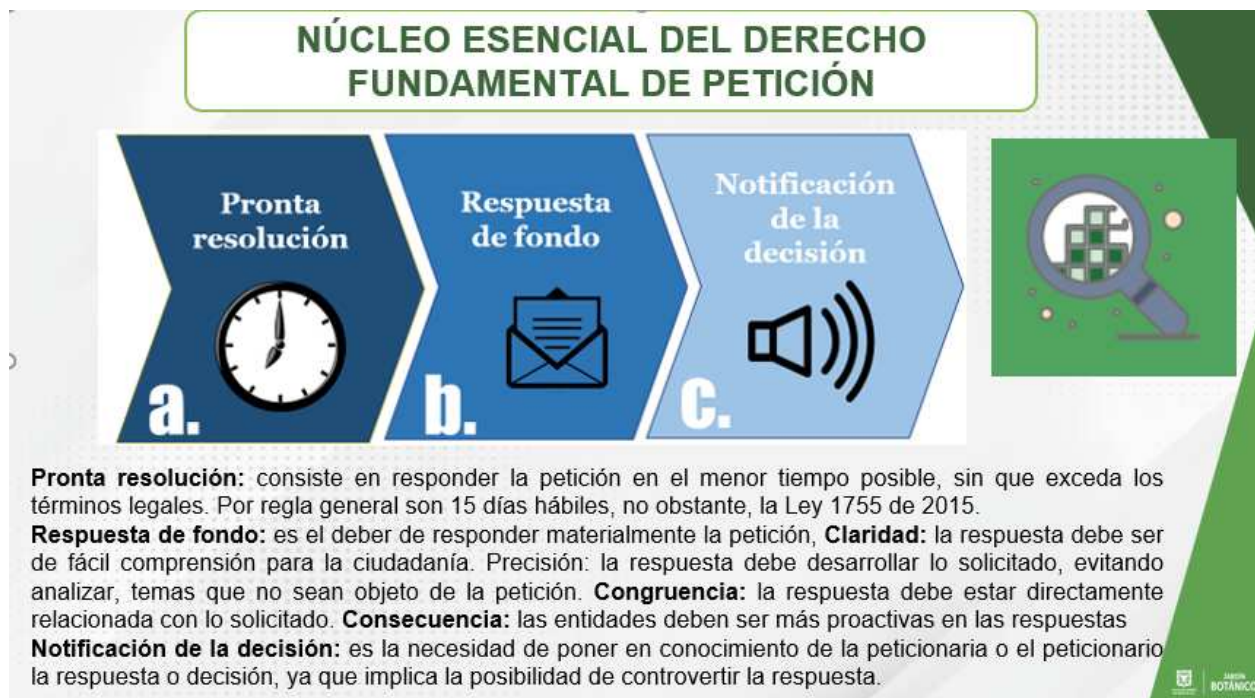 NÚCLEO ESENCIAL DEL DERECHO
FUNDAMENTAL DE PETICIÓN
Pronta
resolución
a.
Respuesta
de fondo
b.
Notificación
de la
decisión
c.
Pronta resolución: consiste en responder la petición en el menor tiempo posible, sin que exceda los
términos legales. Por regla general son 15 días hábiles, no obstante, la Ley 1755 de 2015.
Respuesta de fondo: es el deber de responder materialmente la petición, Claridad: la respuesta debe ser
de fácil comprensión para la ciudadanía. Precisión: la respuesta debe desarrollar lo solicitado, evitando
analizar, temas que no sean objeto de la petición. Congruencia: la respuesta debe estar directamente
relacionada con lo solicitado. Consecuencia: las entidades deben ser más proactivas en las respuestas
Notificación de la decisión: es la necesidad de poner en conocimiento de la peticionaria o el peticionario
la respuesta o decisión, ya que implica la posibilidad de controvertir la respuesta.
JARDÍN
BOTÁNICO